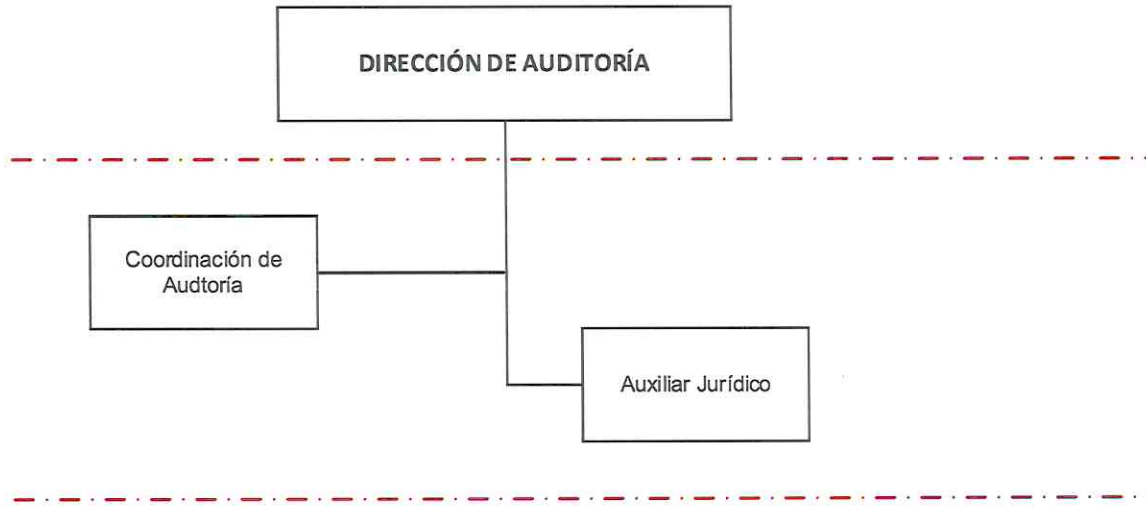 DIRECCIÓN DE AUDITORÍA
Coordinación de
Audtoría
Auxiliar Jurídico